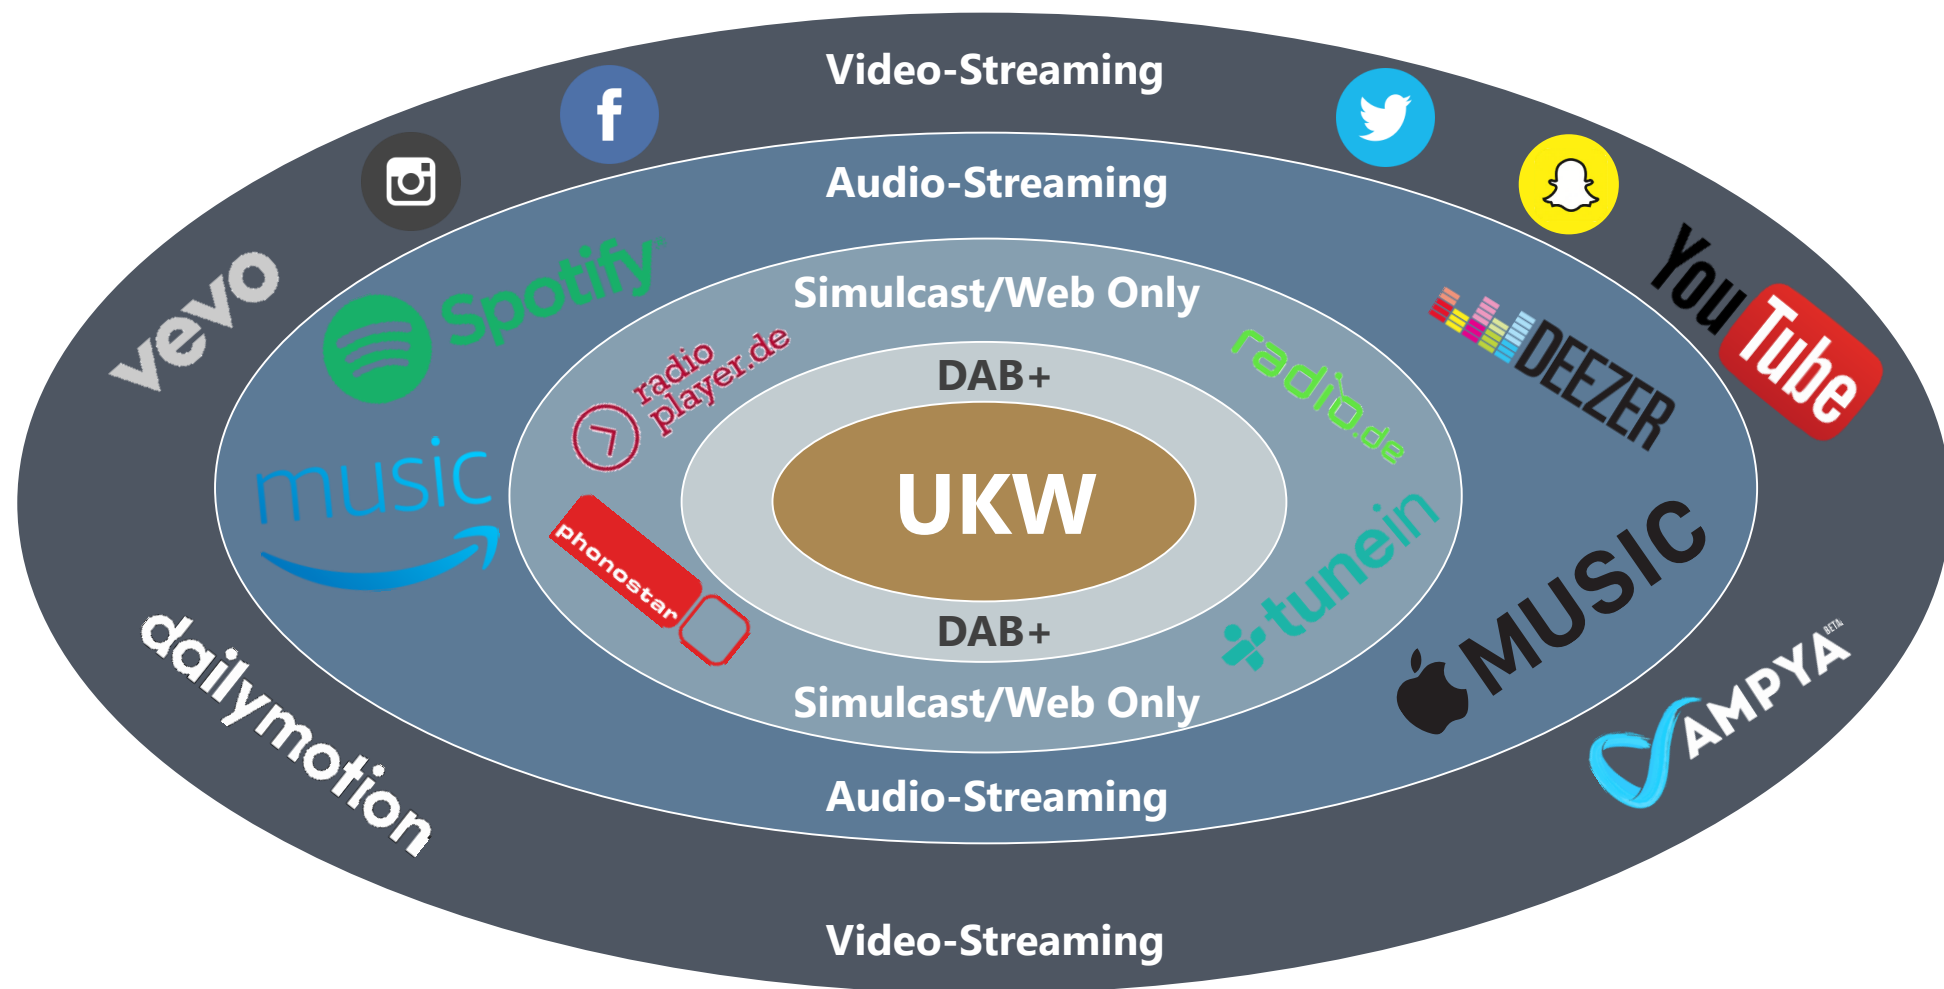 Video-Streaming
f
Audio-Streaming
vevo
Spotify
YouTube
Simulcast/Web Only
DEEZER
radio
player.de
radio.de
DAB+
music
UKW
phonostar
tunein
MUSIC
DAB+
dailymotion
AMPYA BETA
Simulcast/Web Only
Audio-Streaming
Video-Streaming